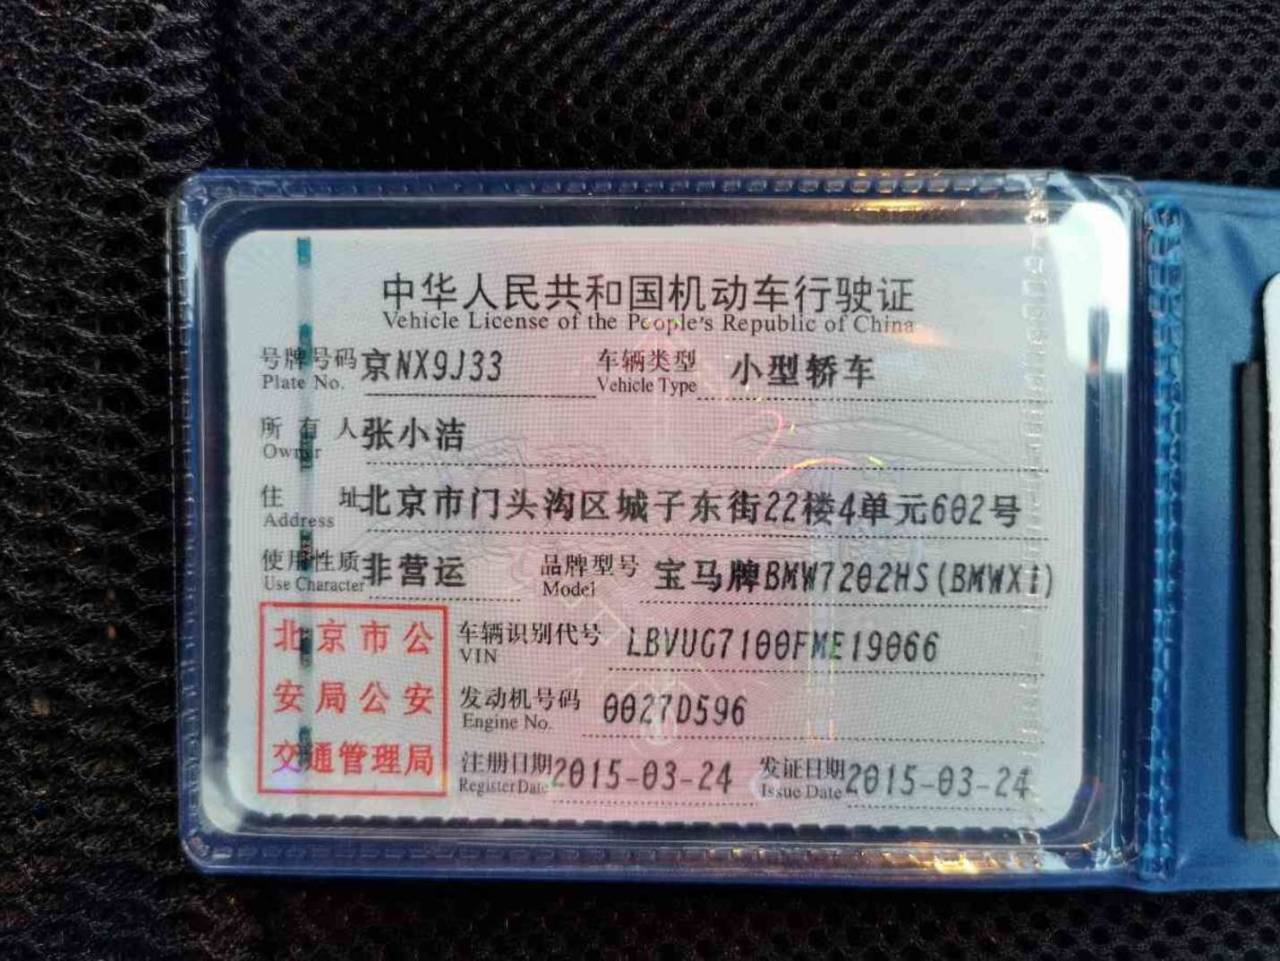 中华人民共和国机动车行驶证
Vehicle License of the People's Republic of China
号牌号码 京NX9J33 车辆类型 小型轿车
Plate No. Vehicle Type
所有人 张小洁
Owner
住址 北京市门头沟区城子东街22楼4单元602号
Address
使用性质 非营运 品牌型号 宝马牌BMW7202HS(BMWX1)
Use Character Model
北京市公
安局公安
交通管理局
车辆识别代号 LBVUG7100FME19066
VIN
发动机号码 0027D596
Engine No.
注册日期 2015-03-24 发证日期 2015-03-24
Register Date Issue Date